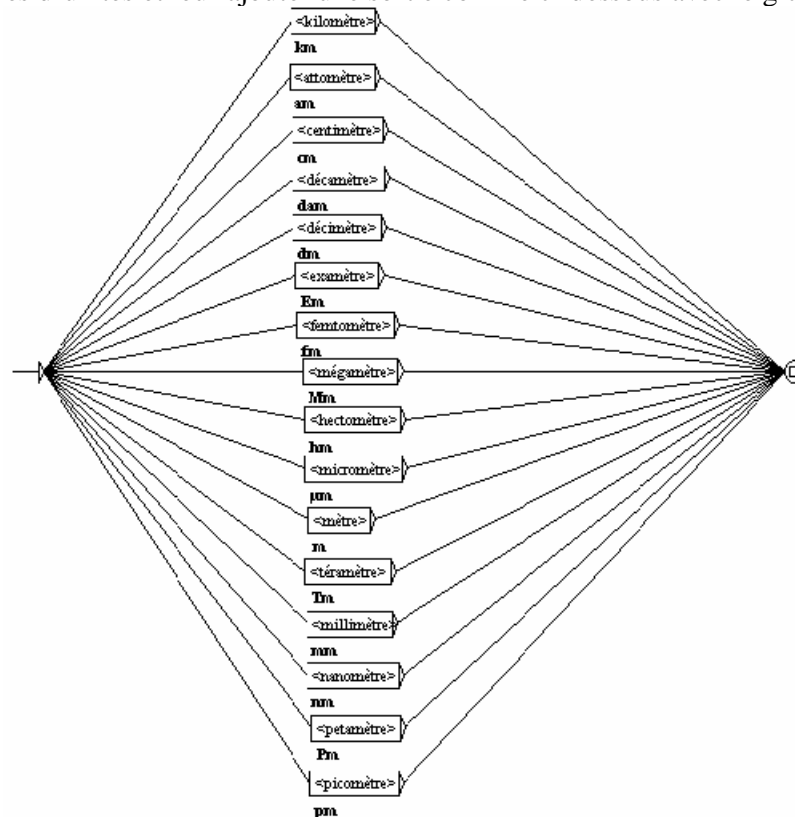 <kilomètre>
km
<attomètre>
am
<centimètre>
cm
<décamètre>
dam
<décimètre>
dm
<examètre>
Em
<femtomètre>
fm
<mégamètre>
Mm
<hectomètre>
hm
<micromètre>
µm
<mètre>
m
<téramètre>
Tm
<millimètre>
mm
<nanomètre>
nm
<petamètre>
Pm
<picomètre>
pm